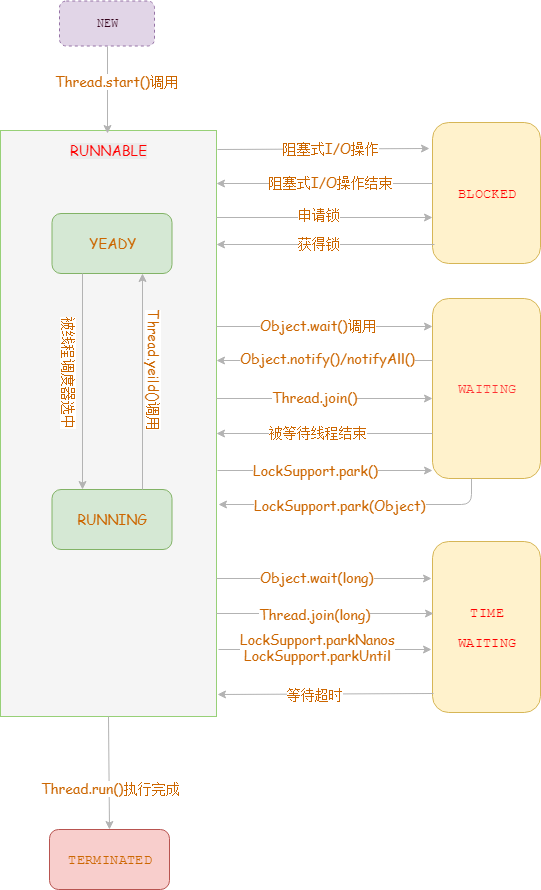 NEW
Thread.start()调用
RUNNABLE
阻塞式I/O操作
阻塞式I/O操作结束
BLOCKED
申请锁
获得锁
YEADY
被线程调度器选中
Thread.yeild()调用
RUNNING
Object.wait()调用
Object.notify()/notifyAll()
WAITING
Thread.join()
被等待线程结束
LockSupport.park()
LockSupport.park(Object)
Object.wait(long)
Thread.join(long)
TIME
WAITING
LockSupport.parkNanos
LockSupport.parkUntil
等待超时
Thread.run()执行完成
TERMINATED